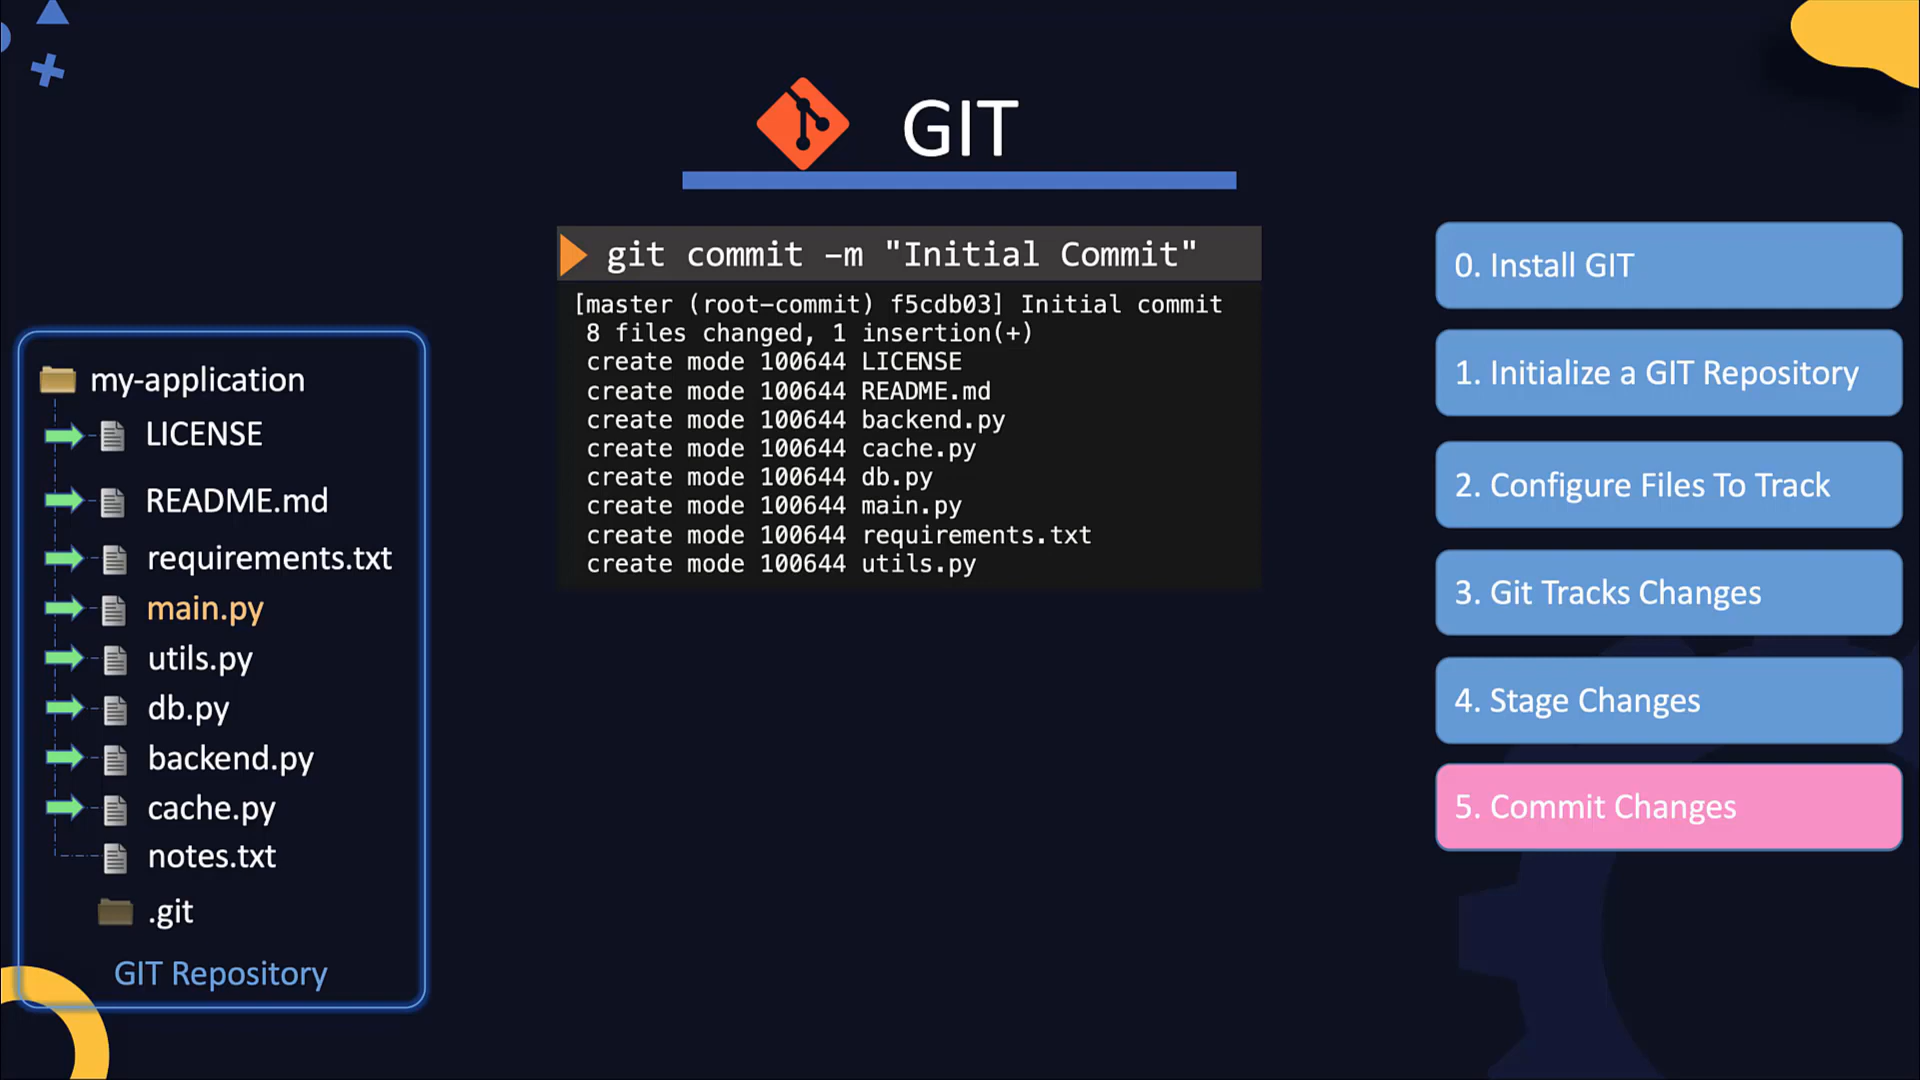 GIT
git commit –m "Initial Commit"
[master (root-commit) f5cdb03] Initial commit
8 files changed, 1 insertion(+)
create mode 100644 LICENSE
create mode 100644 README.md
create mode 100644 backend.py
create mode 100644 cache.py
create mode 100644 db.py
create mode 100644 main.py
create mode 100644 requirements.txt
create mode 100644 utils.py
my-application
LICENSE
README.md
requirements.txt
main.py
utils.py
db.py
backend.py
cache.py
notes.txt
.git
GIT Repository
0. Install GIT
1. Initialize a GIT Repository
2. Configure Files To Track
3. Git Tracks Changes
4. Stage Changes
5. Commit Changes